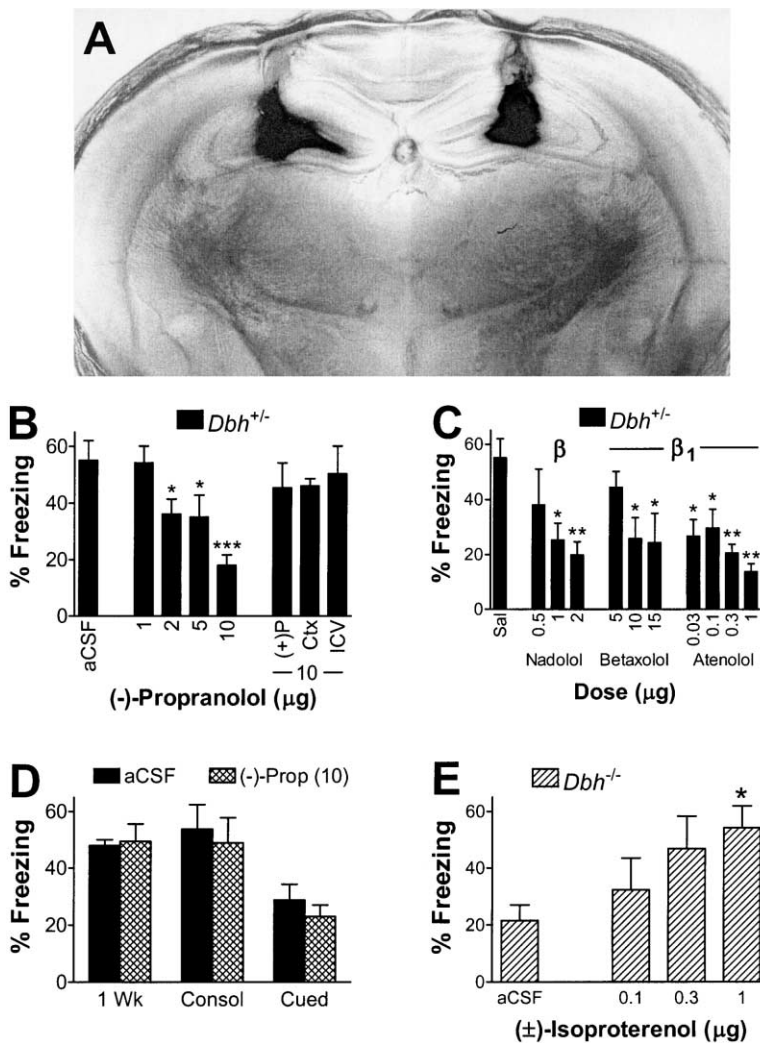 A
B
Dbh+/-
% Freezing
60
40
20
0
* * ***
aCSF
1
2
5
10
(+)P
Ctx
ICV
10
(-)-Propranolol (μg)
C
Dbh+/-
% Freezing
60
40
20
0
β
β1
* ** * * * * ** **
Sal
0.5
1
2
5
10
15
0.03
0.1
0.3
1
Nadolol Betaxolol Atenolol
Dose (μg)
D
aCSF (-)-Prop (10)
% Freezing
60
40
20
0
1 Wk Consol Cued
E
Dbh-/-
% Freezing
60
40
20
0
*
aCSF 0.1 0.3 1
(±)-Isoproterenol (μg)